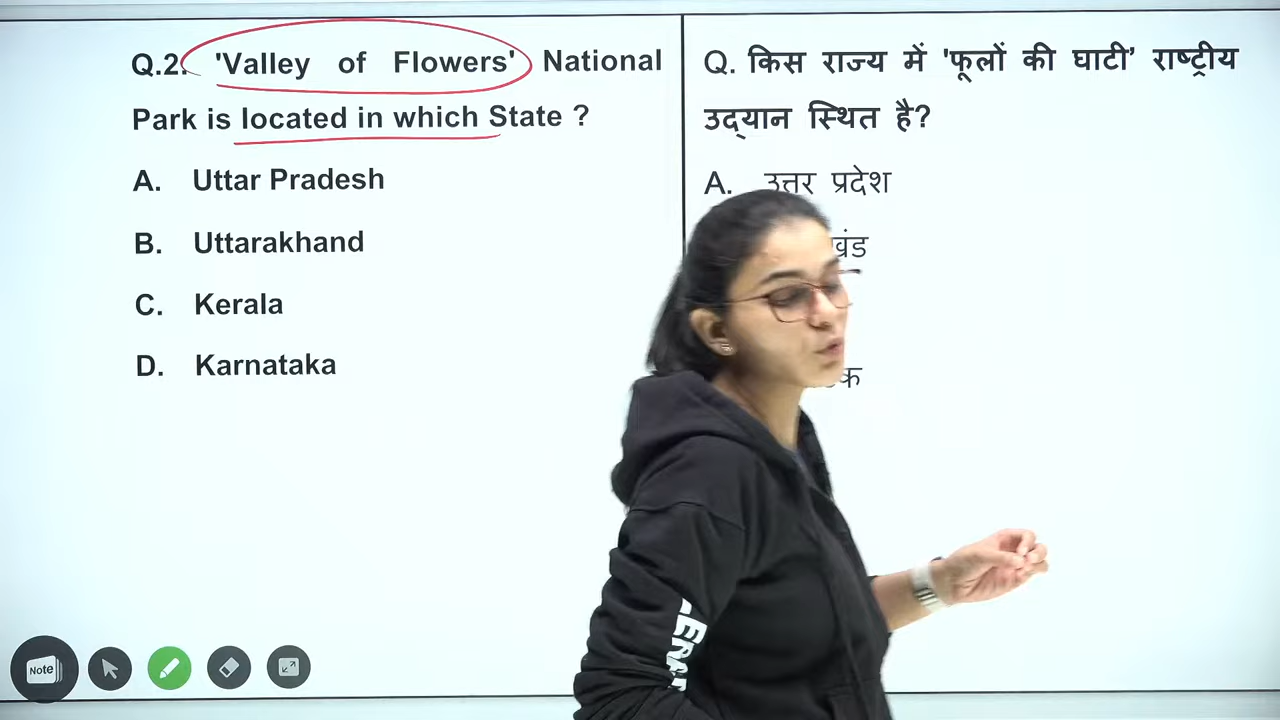 Q.2. 'Valley of Flowers' National
Park is located in which State ?
A. Uttar Pradesh
B. Uttarakhand
C. Kerala
D. Karnataka
Q. किस राज्य में 'फूलों की घाटी’ राष्ट्रीय
उद्यान स्थित है?
A. उत्तर प्रदेश
Note